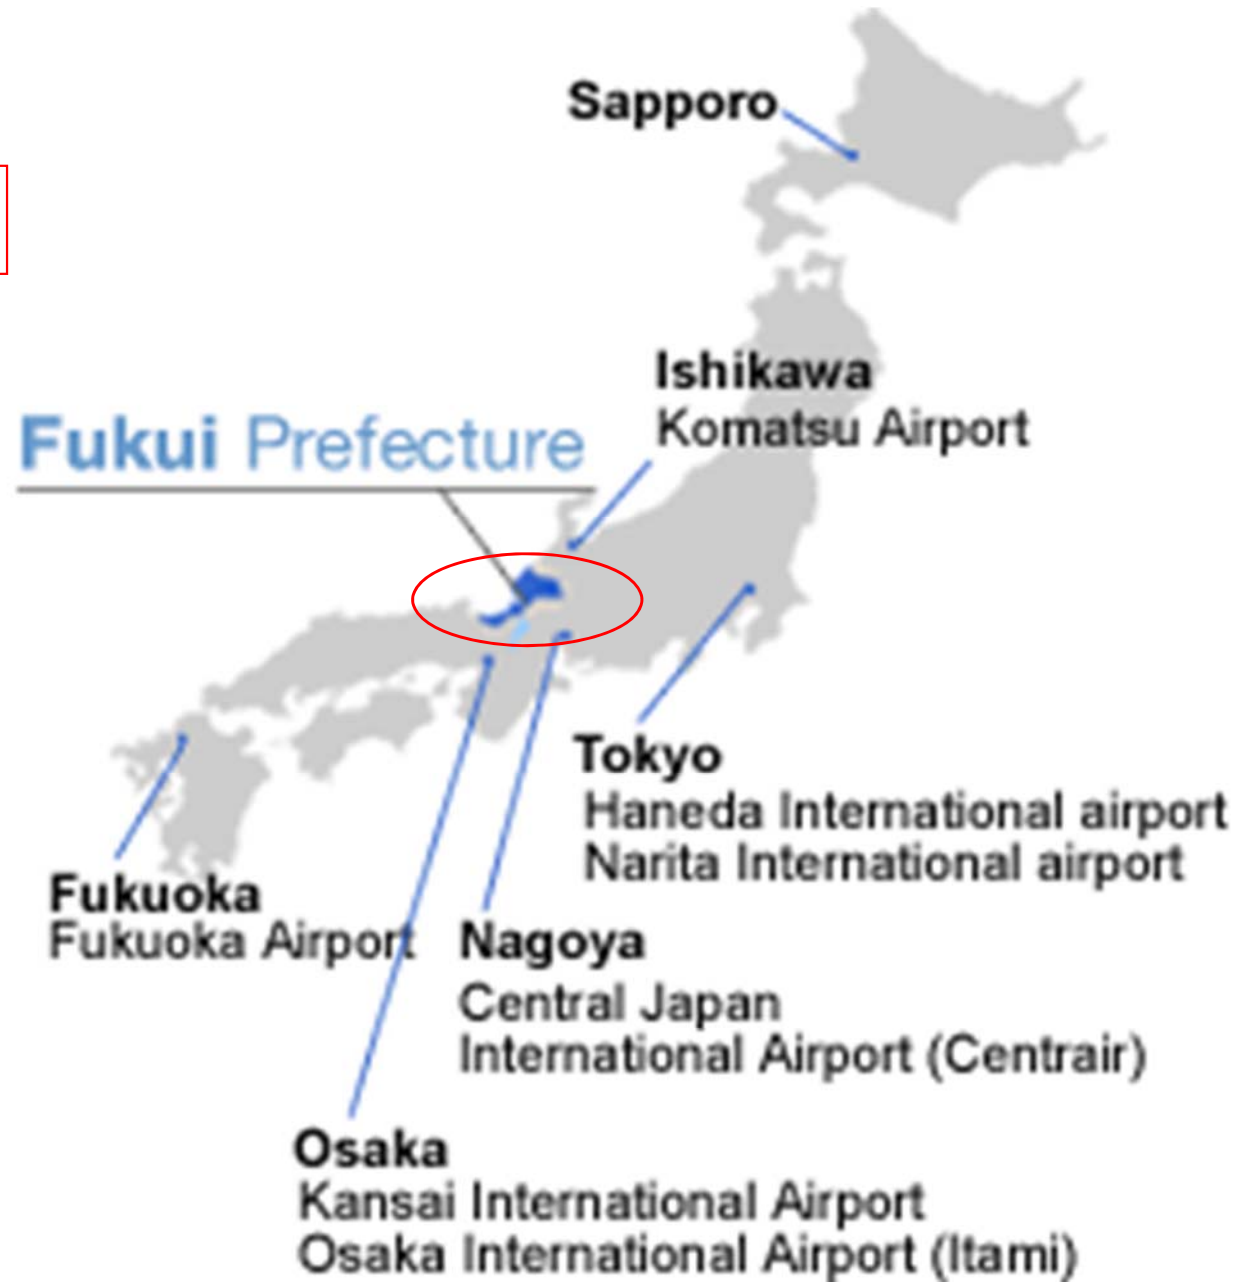 Sapporo
Ishikawa
Komatsu Airport
Fukui Prefecture
Tokyo
Haneda International airport
Narita International airport
Fukuoka
Fukuoka Airport
Nagoya
Central Japan
International Airport (Centrair)
Osaka
Kansai International Airport
Osaka International Airport (Itami)